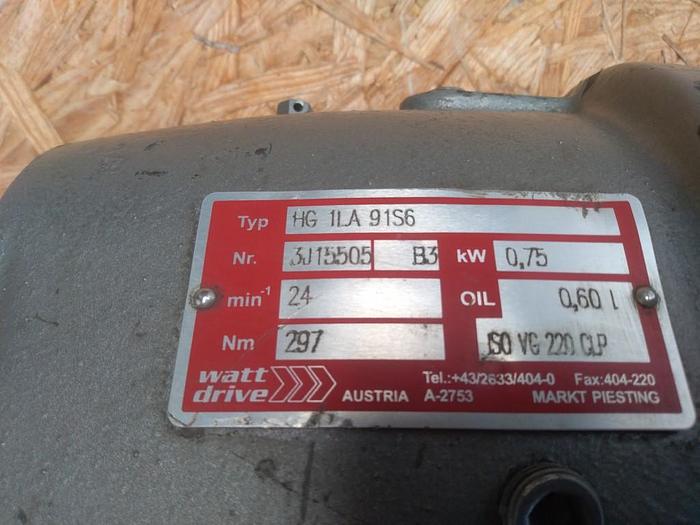 Typ HG 1LA 91S6
Nr. 3J15505 B3 kW 0,75
min-1 24 OIL 0,60 l
Nm 297 ISO VG 220 CLP
watt Tel.:+43/2633/404-0 Fax:404-220
drive AUSTRIA A-2753 MARKT PIESTING